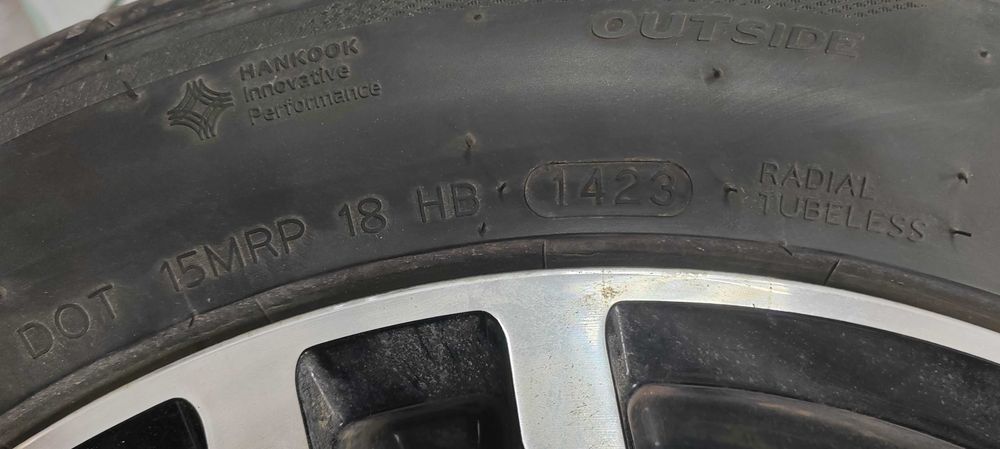 OUTSIDE
HANKOOK
Innovative
Performance
DOT 15MRP 18 HB 1423
RADIAL
TUBELESS